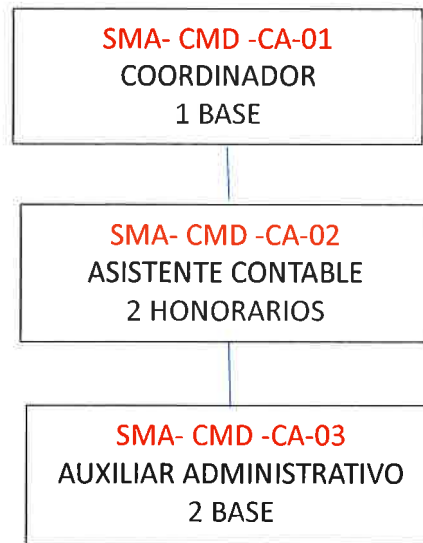 SMA- CMD -CA-01
COORDINADOR
1 BASE
SMA- CMD -CA-02
ASISTENTE CONTABLE
2 HONORARIOS
SMA- CMD -CA-03
AUXILIAR ADMINISTRATIVO
2 BASE